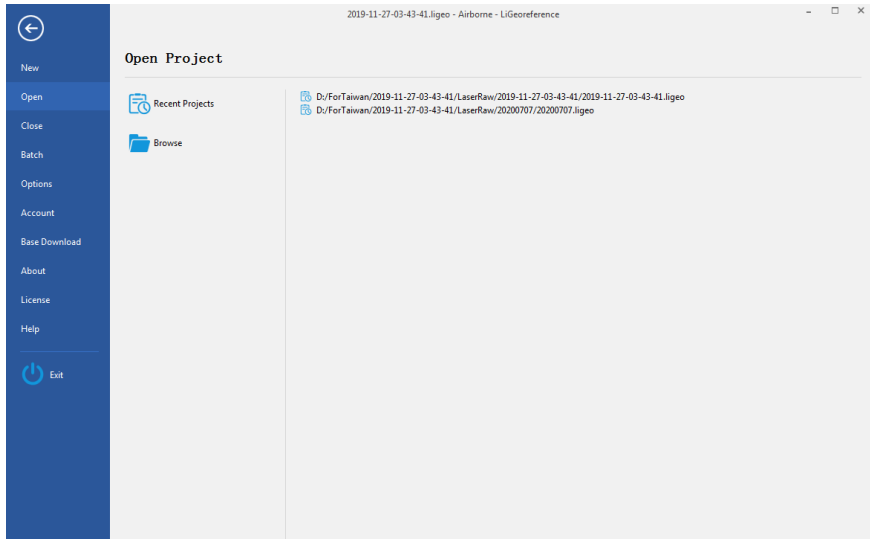 2019-11-27-03-43-41.ligeo - Airborne - LiGeoreference
New
Open
Close
Batch
Options
Account
Base Download
About
License
Help
Exit
Open Project
Recent Projects
Browse
D:/ForTaiwan/2019-11-27-03-43-41/LaserRaw/2019-11-27-03-43-41/2019-11-27-03-43-41.ligeo
D:/ForTaiwan/2019-11-27-03-43-41/LaserRaw/20200707/20200707.ligeo